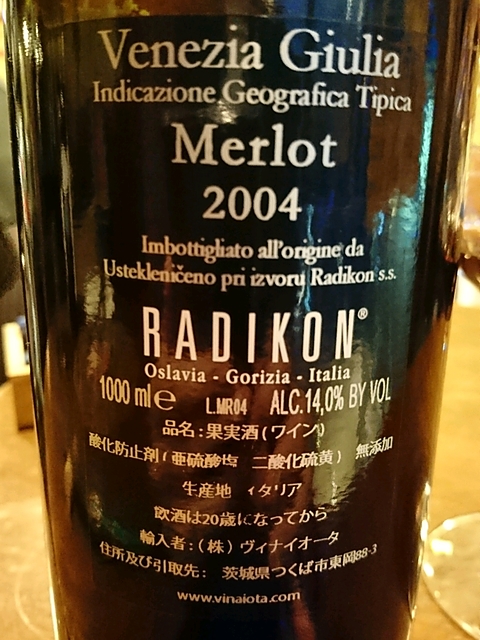 Venezia Giulia
Indicazione Geografica Tipica
Merlot
2004
Imbottigliato all'origine da
Ustekleničeno pri izvoru Radikon s.s.
RADIKON®
Oslavia - Gorizia - Italia
1000 ml e L.MR04 ALC.14,0% BY VOL
品名:果実酒(ワイン)
酸化防止剤(亜硫酸塩 二酸化硫黄) 無添加
生産地 イタリア
飲酒は20歳になってから
輸入者:(株)ヴィナイオータ
住所及び引取先: 茨城県つくば市東岡88-3
www.vinaiota.com